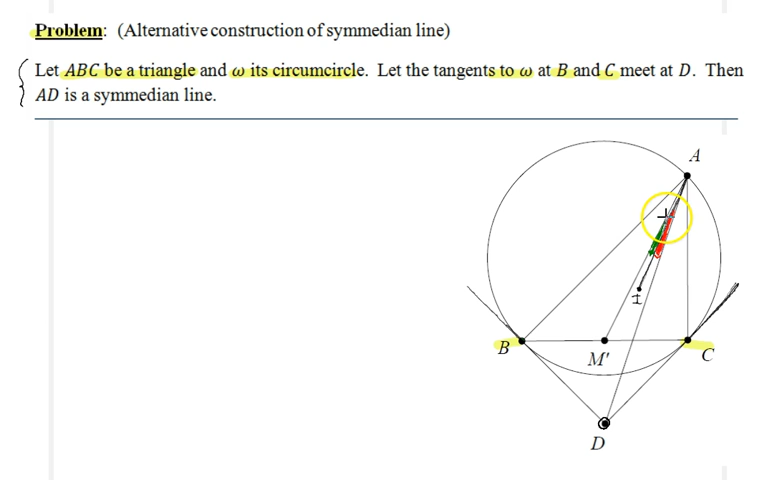 Problem: (Alternative construction of symmedian line)
Let ABC be a triangle and ω its circumcircle. Let the tangents to ω at B and C meet at D. Then
AD is a symmedian line.
A
I
B
M'
C
D